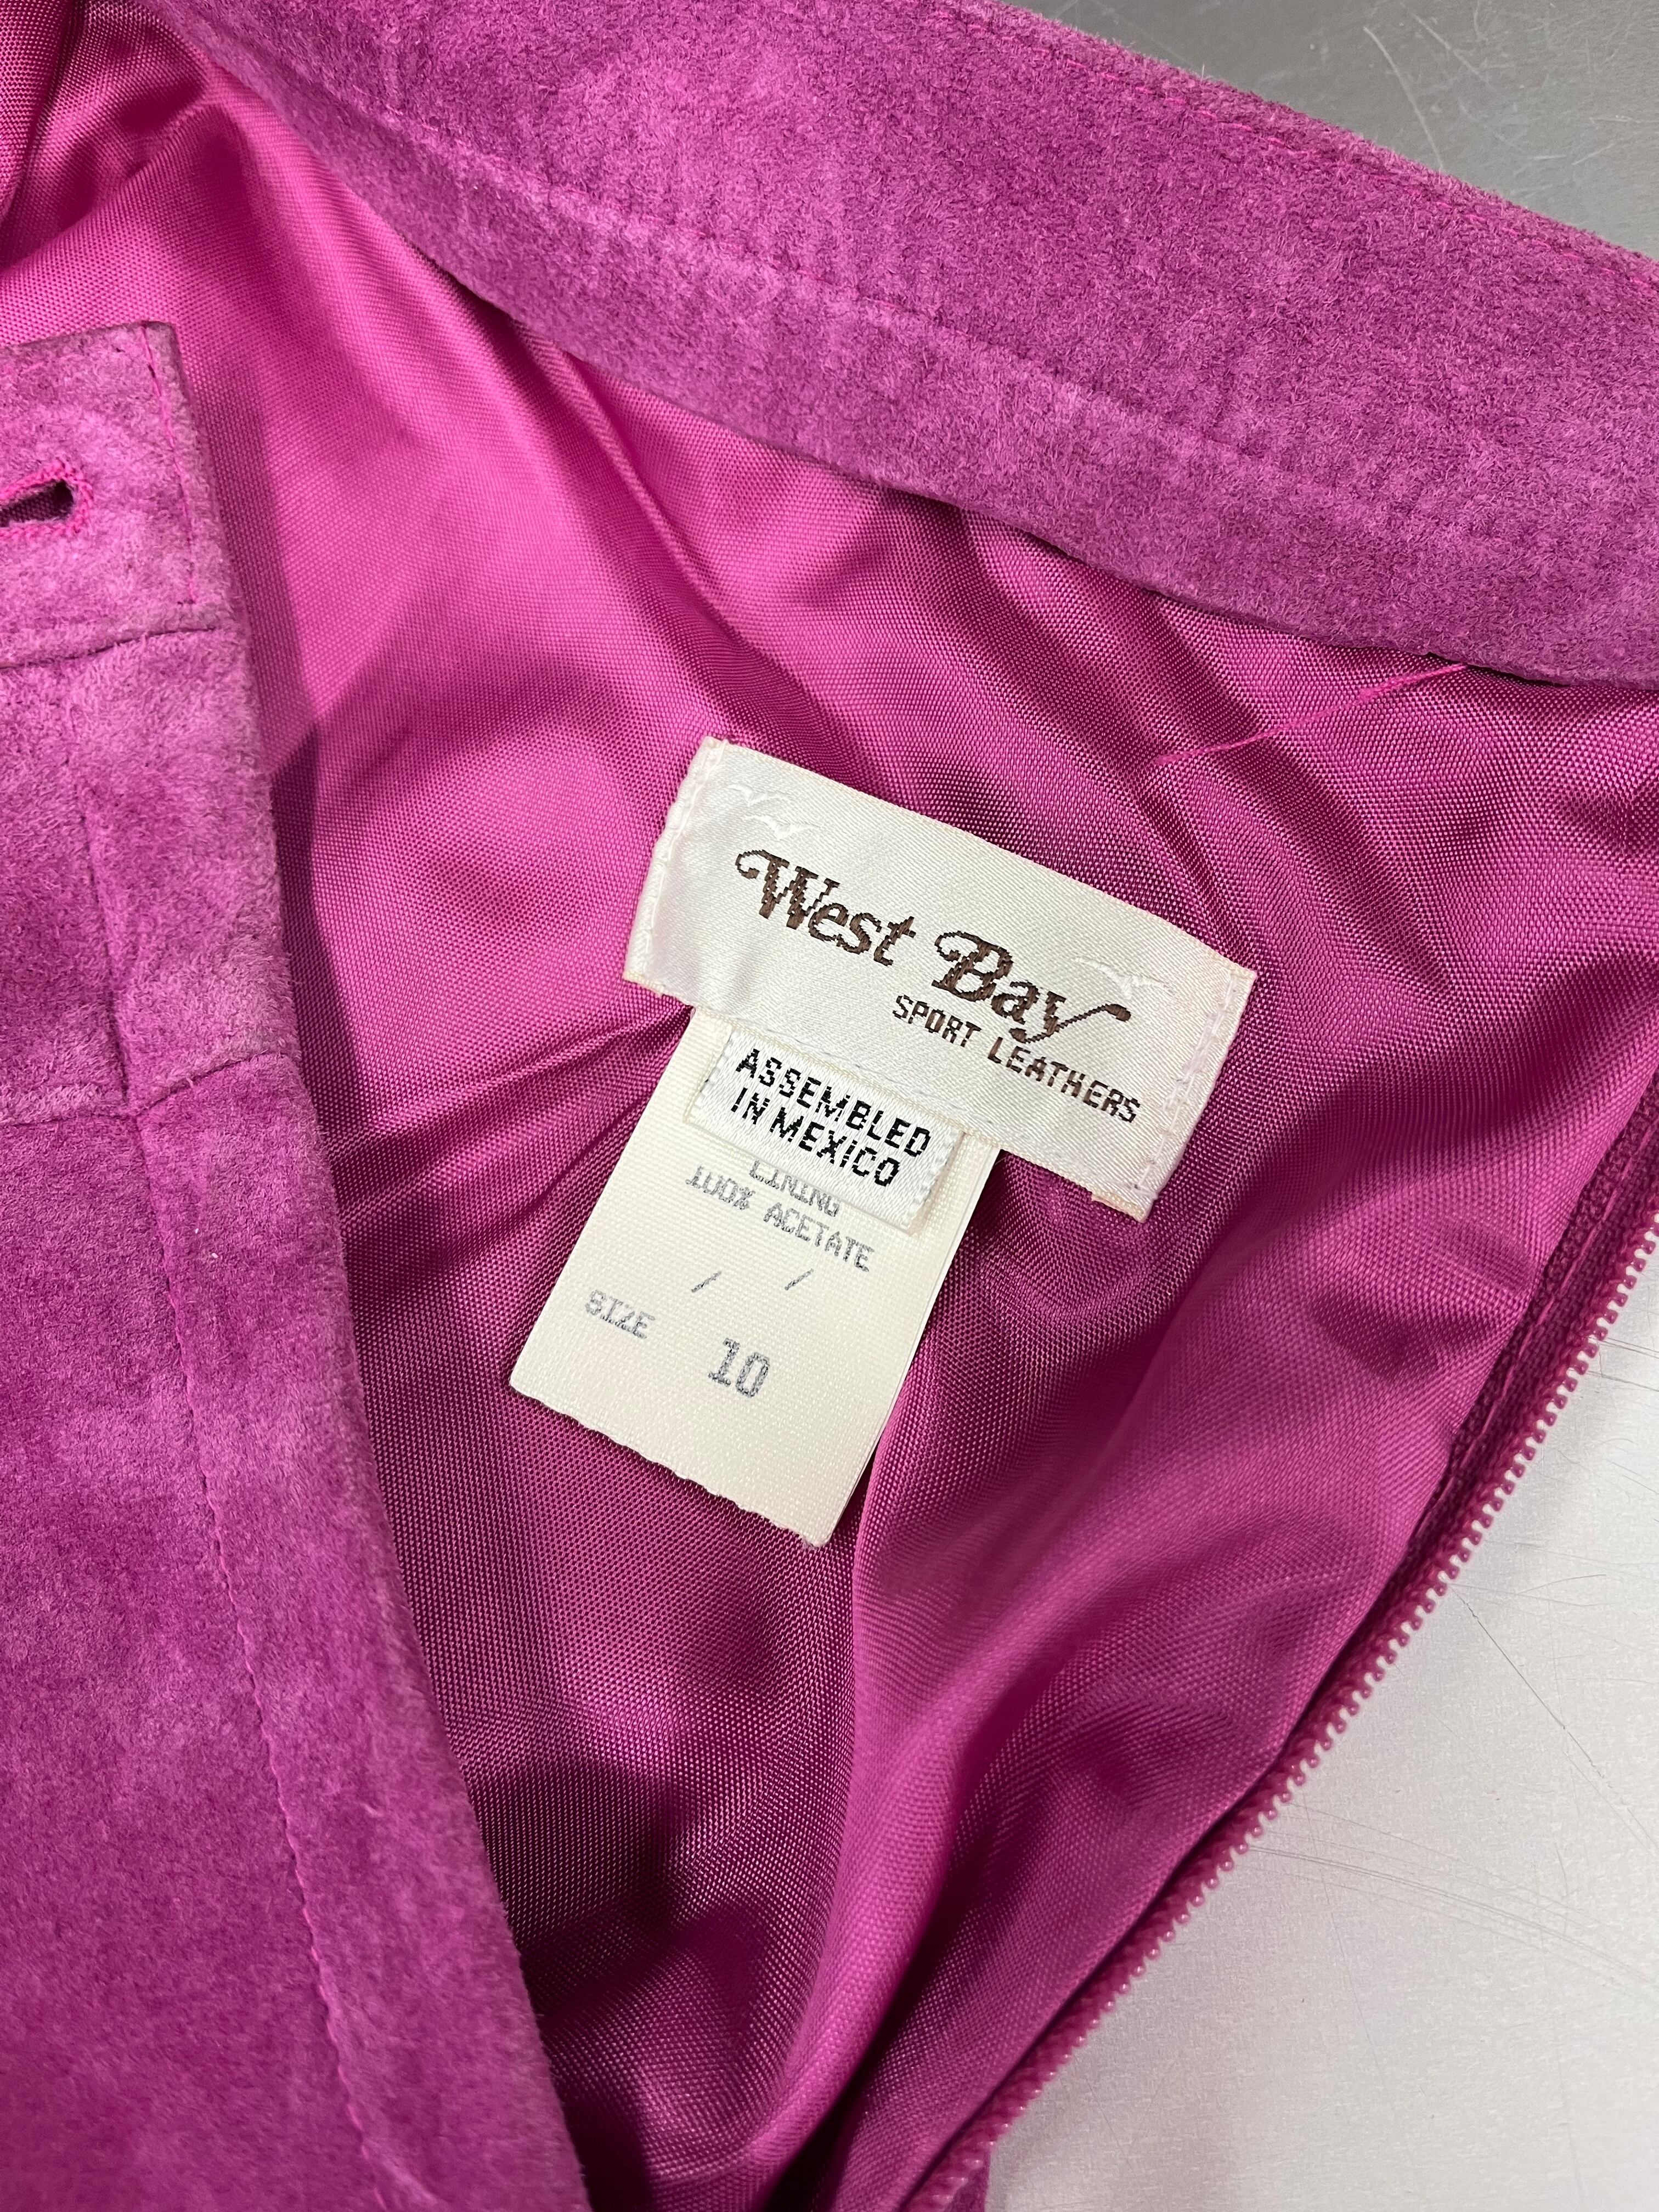 West Bay
SPORT LEATHERS
ASSEMBLED
IN MEXICO
LINING
100% ACETATE
/ /
SIZE 10